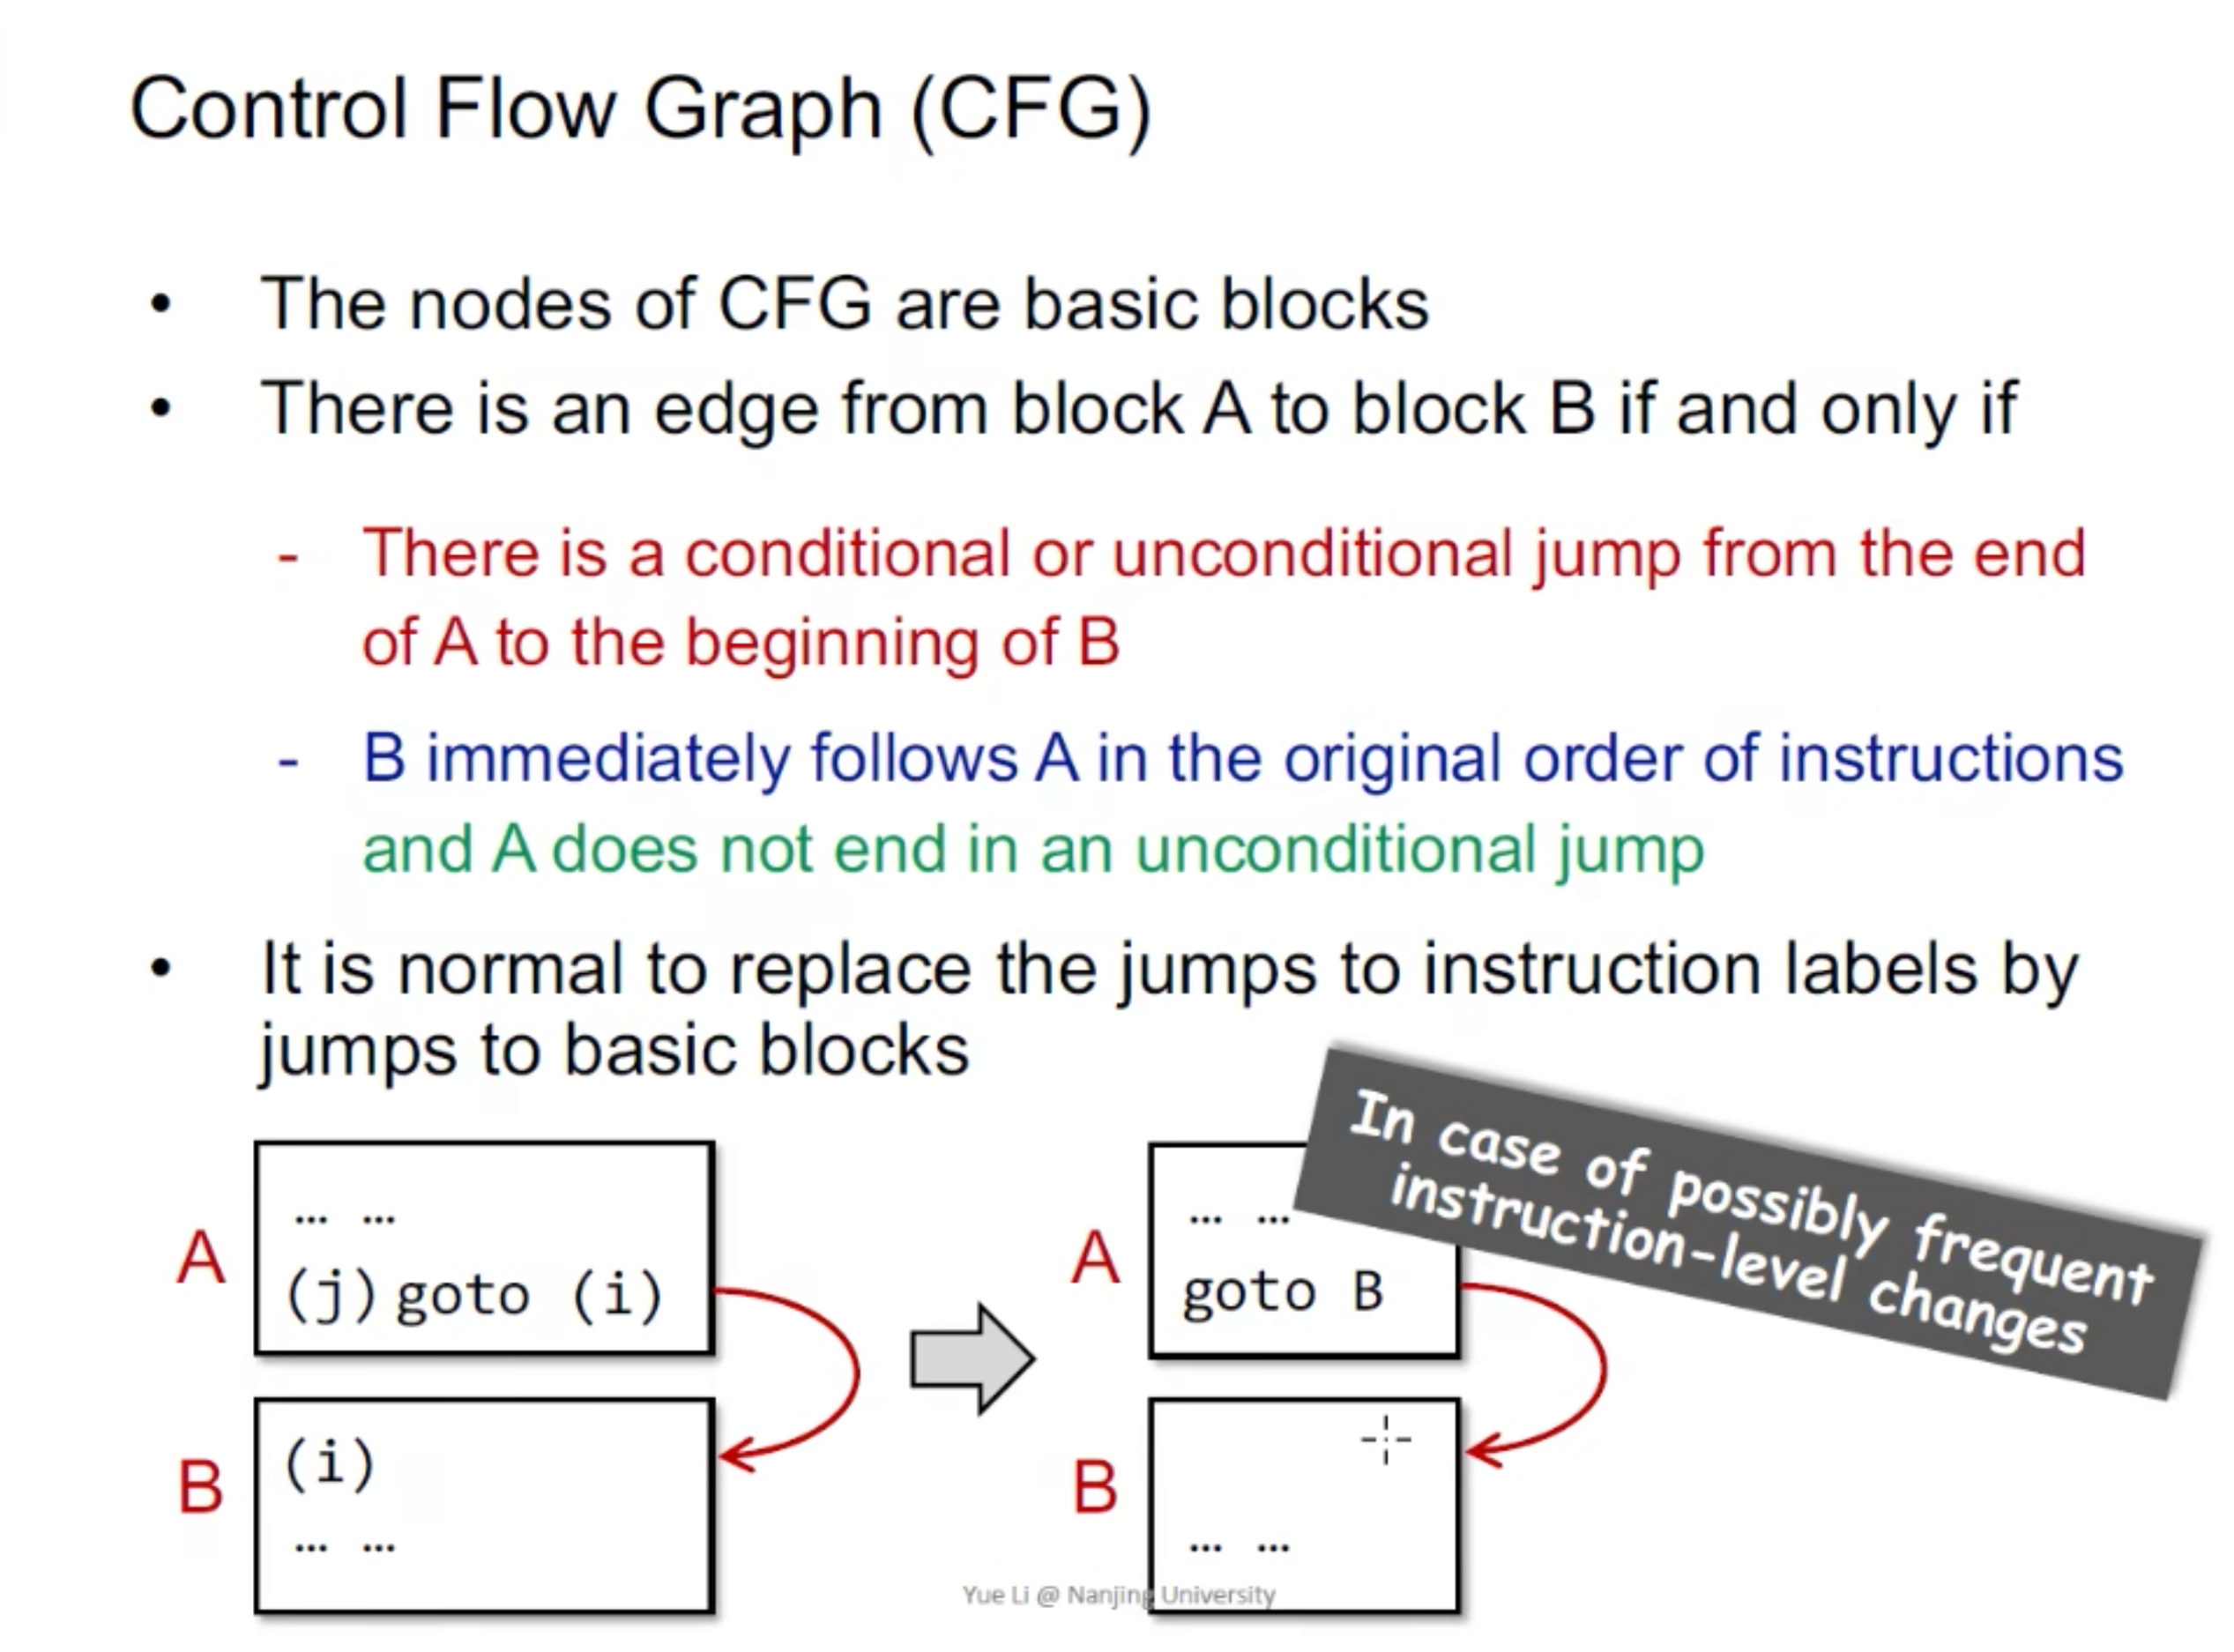 Control Flow Graph (CFG)
• The nodes of CFG are basic blocks
• There is an edge from block A to block B if and only if
- There is a conditional or unconditional jump from the end
of A to the beginning of B
- B immediately follows A in the original order of instructions
and A does not end in an unconditional jump
• It is normal to replace the jumps to instruction labels by
jumps to basic blocks
In case of possibly frequent
instruction-level changes
A
… …
(j) goto (i)
B
(i)
… …
A
… …
goto B
B
… …
Yue Li @ Nanjing University